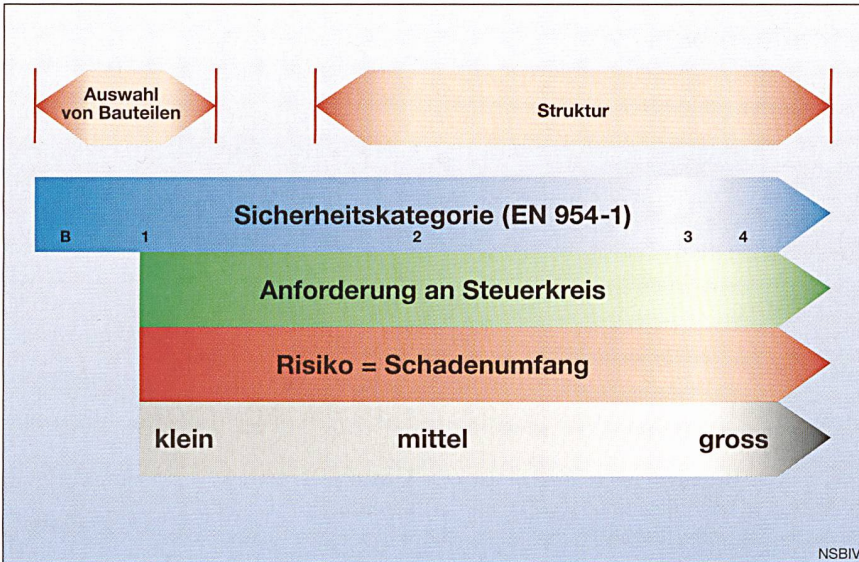 Auswahl
von Bauteilen
Struktur
Sicherheitskategorie (EN 954-1)
B 1 2 3 4
Anforderung an Steuerkreis
Risiko = Schadenumfang
klein mittel gross
NSBIV